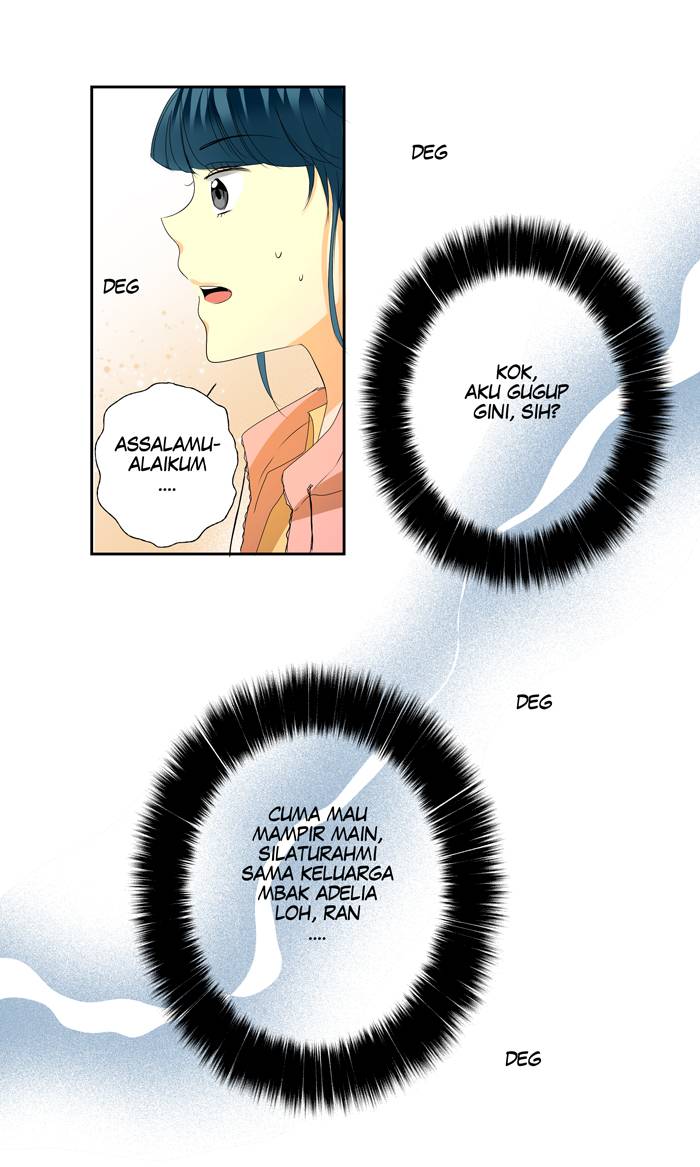 DEG
DEG
ASSALAMU-
ALAIKUM
....
KOK,
AKU GUGUP
GINI, SIH?
DEG
CUMA MAU
MAMPIR MAIN,
SILATURAHMI
SAMA KELUARGA
MBAK ADELIA
LOH, RAN
....
DEG